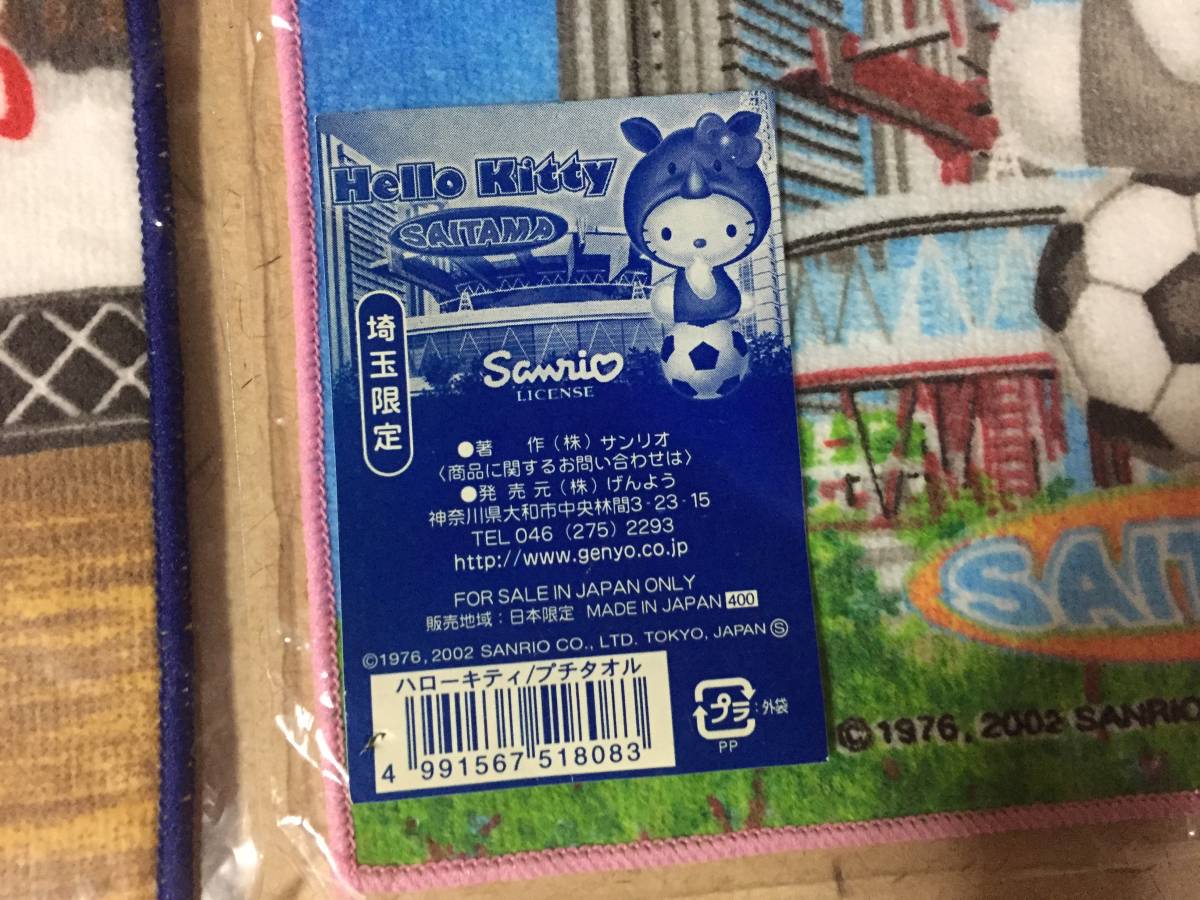 Hello Kitty
SAITAMA
埼玉限定
Sanrio
LICENSE
●著　作（株）サンリオ
〈商品に関するお問い合わせは〉
●発 売 元（株）げんよう
神奈川県大和市中央林間3-23-15
TEL 046（275）2293
http://www.genyo.co.jp
FOR SALE IN JAPAN ONLY
販売地域：日本限定 MADE IN JAPAN 400
©1976, 2002 SANRIO CO., LTD. TOKYO, JAPAN Ⓢ
ハローキティ/プチタオル
4 991567 518083
プラ :外袋
PP
SAIT
©1976, 2002 SANRIO